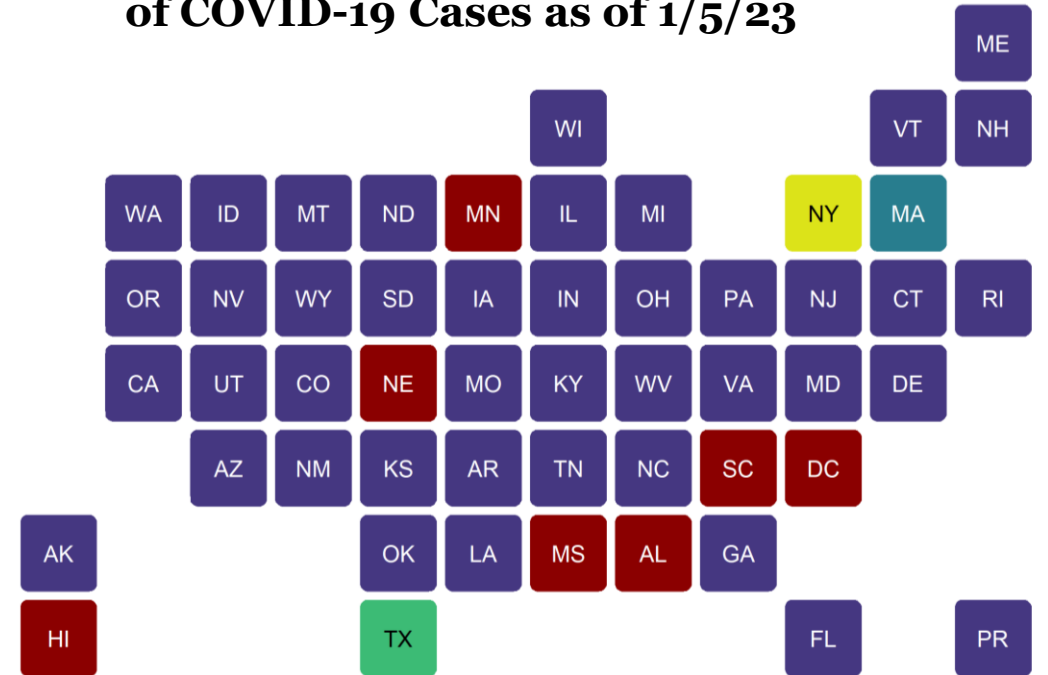 of COVID-19 Cases as of 1/5/23
ME
WI VT NH
WA ID MT ND MN IL MI NY MA
OR NV WY SD IA IN OH PA NJ CT RI
CA UT CO NE MO KY WV VA MD DE
AZ NM KS AR TN NC SC DC
AK OK LA MS AL GA
HI TX FL PR